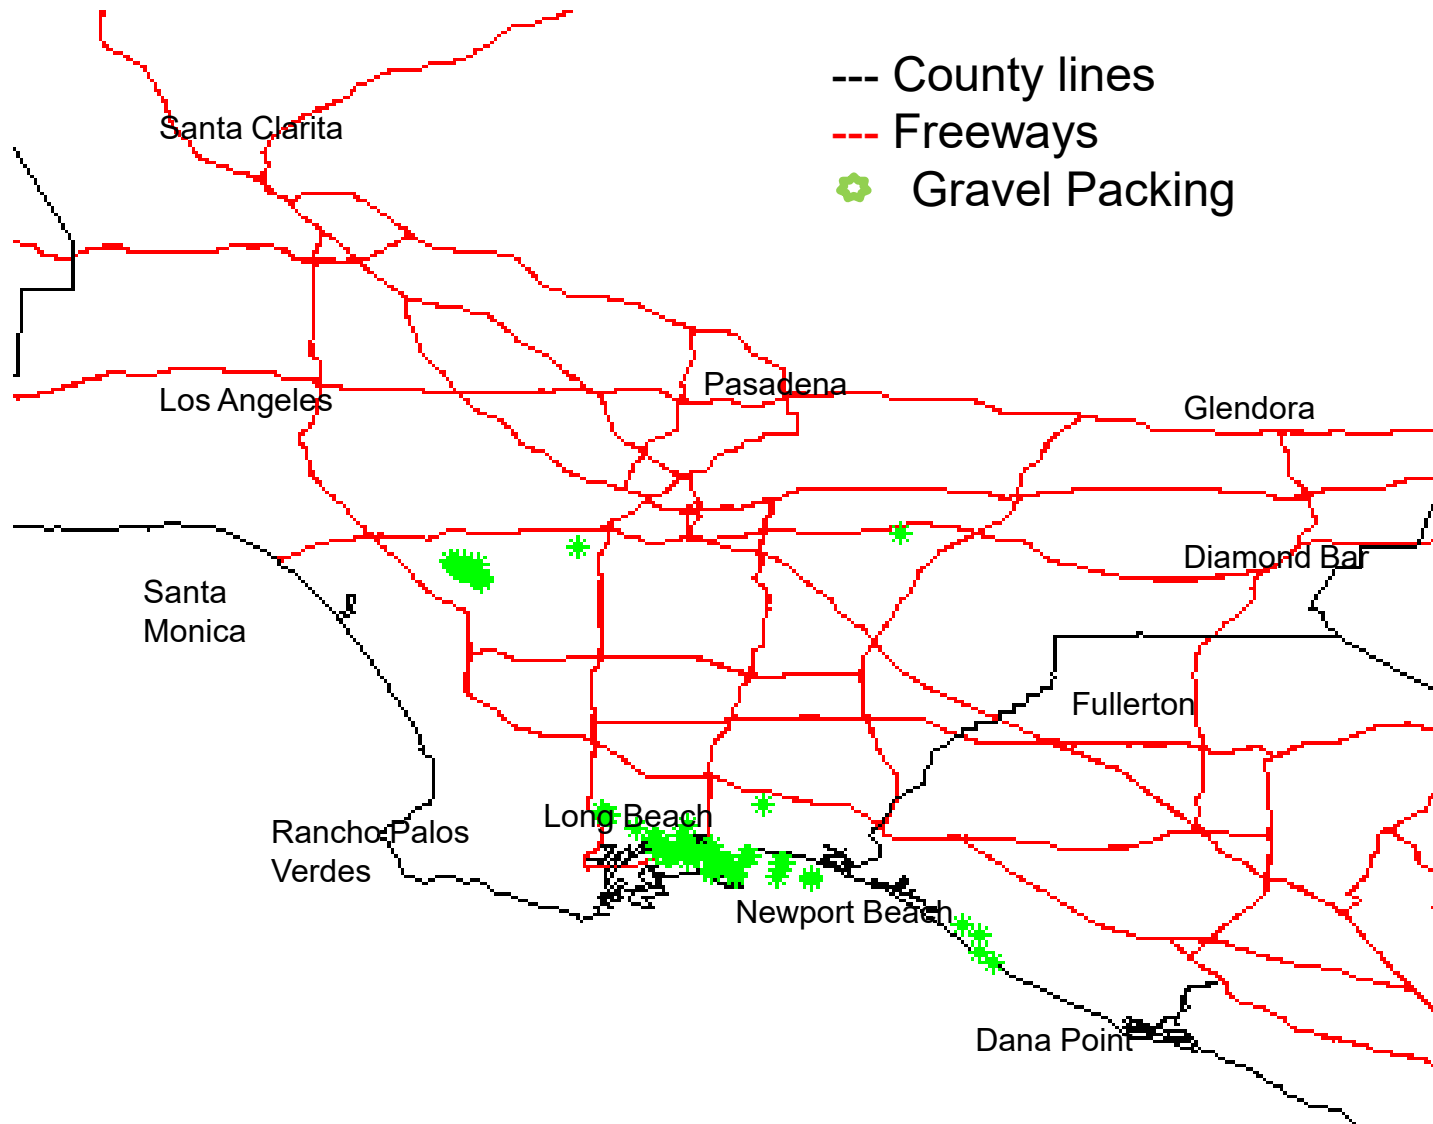 --- County lines
--- Freeways
Gravel Packing
Santa Clarita
Pasadena
Los Angeles
Glendora
Diamond Bar
Santa
Monica
Fullerton
Long Beach
Rancho Palos
Verdes
Newport Beach
Dana Point